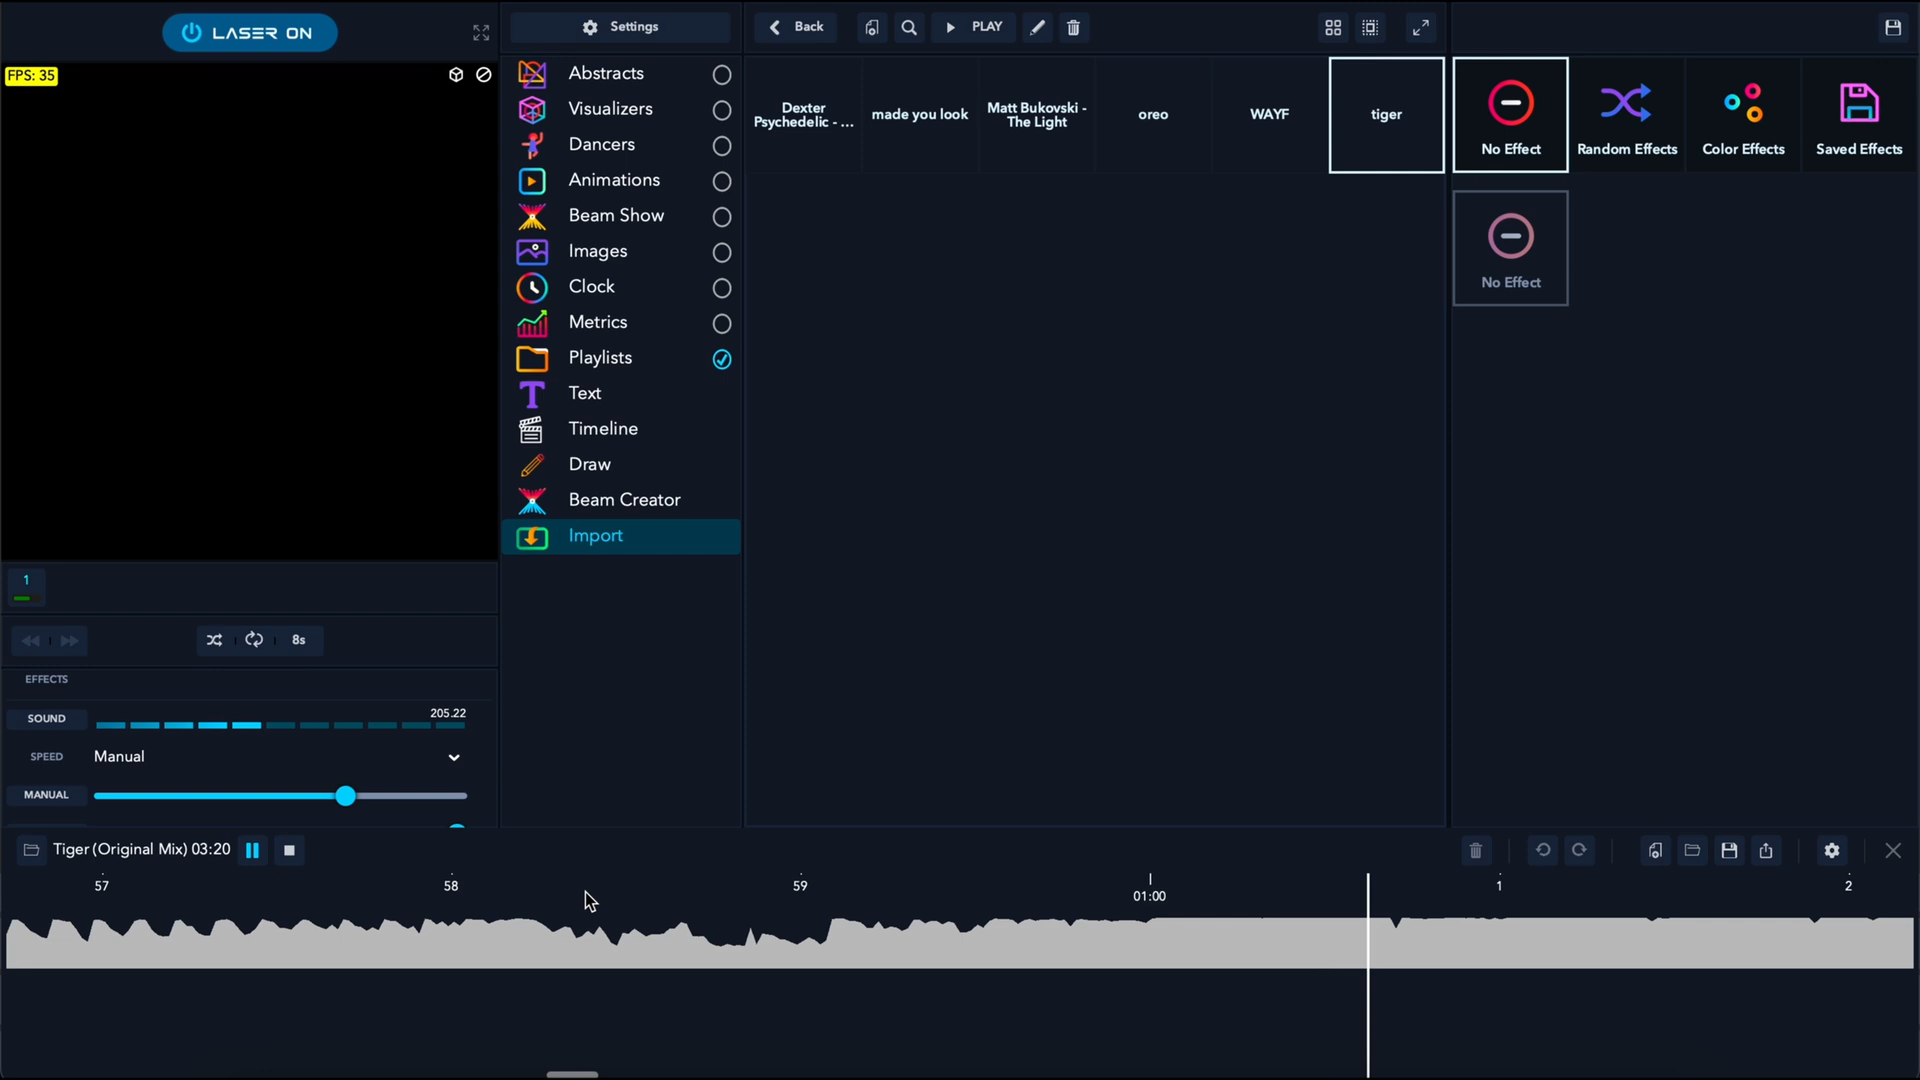 LASER ON
FPS: 35
1
8s
EFFECTS
SOUND
205.22
SPEED
Manual
MANUAL
Settings
Abstracts
Visualizers
Dancers
Animations
Beam Show
Images
Clock
Metrics
Playlists
Text
Timeline
Draw
Beam Creator
Import
Back
PLAY
Dexter
Psychedelic - ...
made you look
Matt Bukovski -
The Light
oreo
WAYF
tiger
No Effect
Random Effects
Color Effects
Saved Effects
No Effect
Tiger (Original Mix) 03:20
57
58
59
01:00
1
2